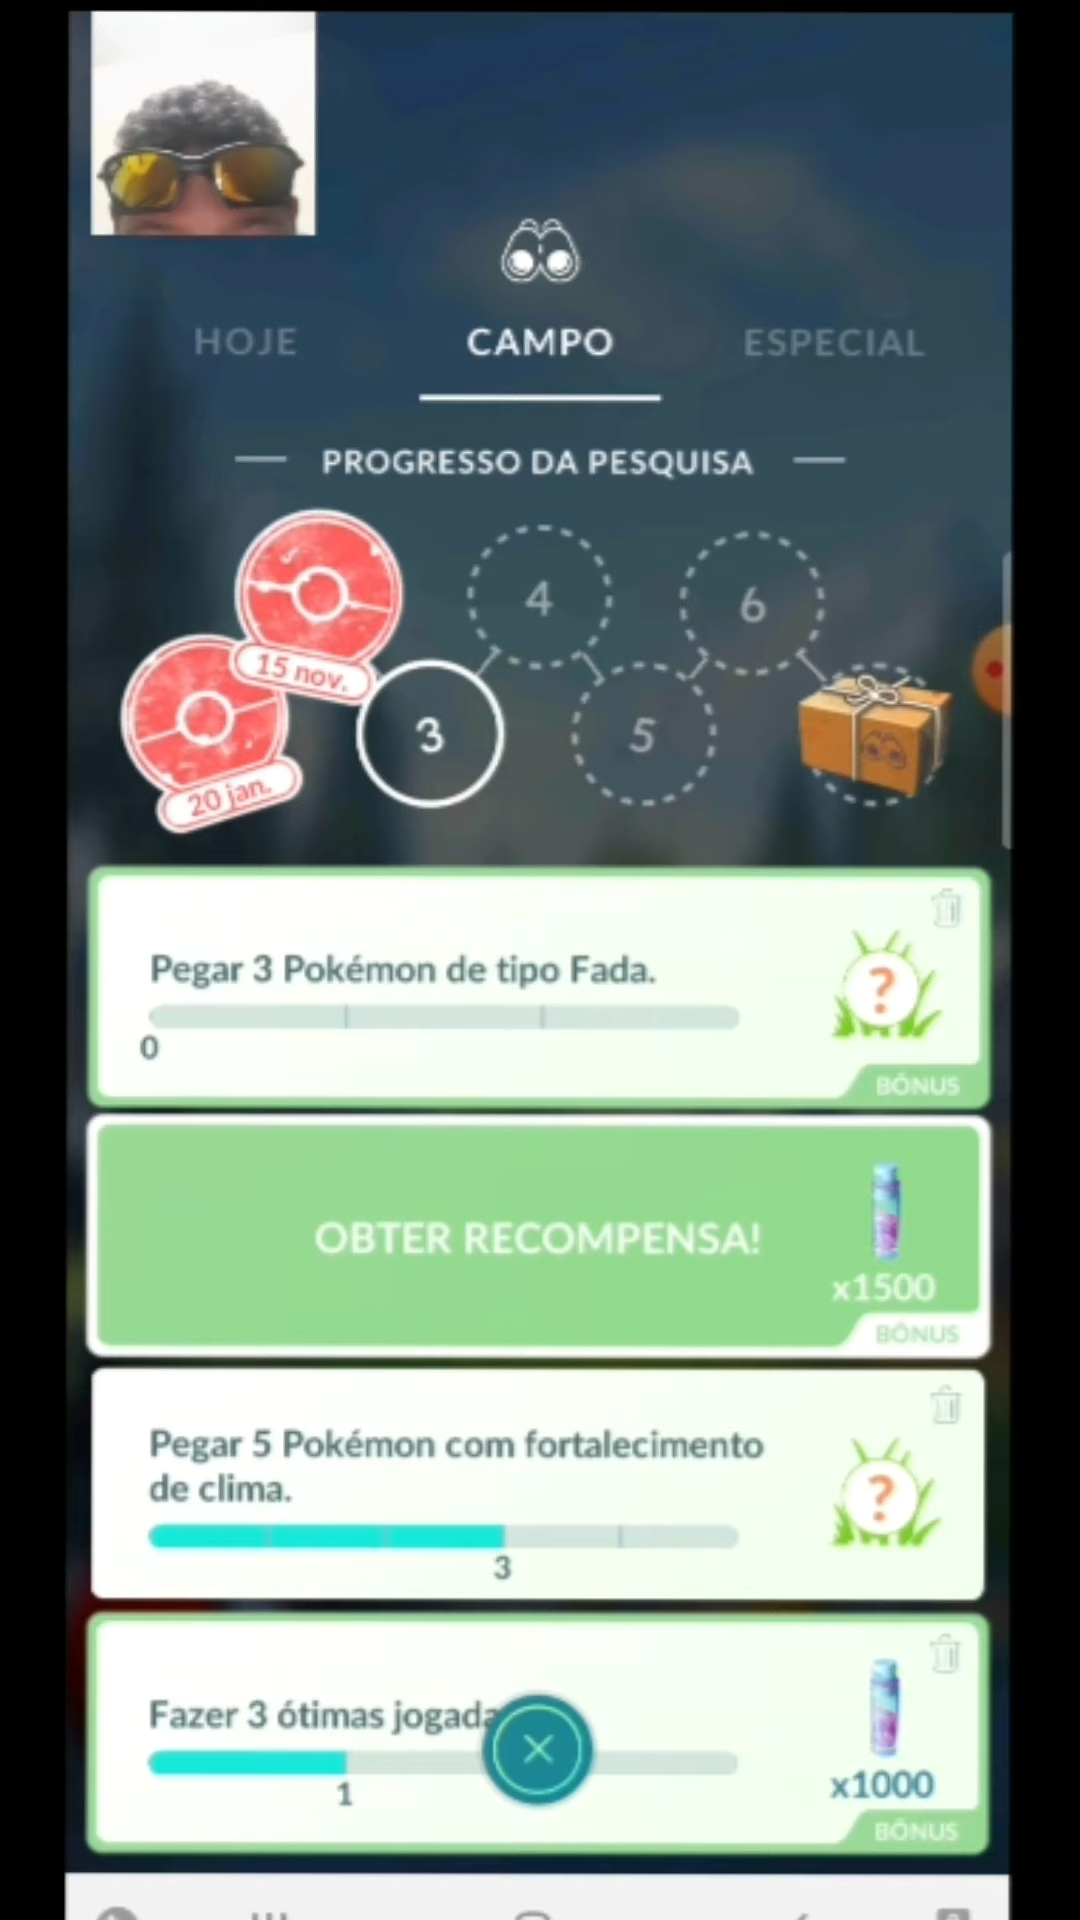 HOJE
CAMPO
ESPECIAL
PROGRESSO DA PESQUISA
4
6
15 nov.
3
5
20 jan.
Pegar 3 Pokémon de tipo Fada.
?
0
BÔNUS
OBTER RECOMPENSA!
x1500
BÔNUS
Pegar 5 Pokémon com fortalecimento
de clima.
?
3
Fazer 3 ótimas jogada
1
x1000
BÔNUS